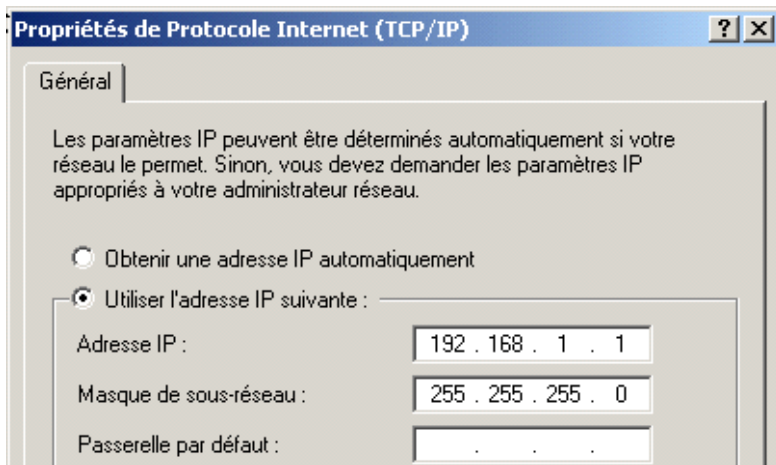 Propriétés de Protocole Internet (TCP/IP)
Général
Les paramètres IP peuvent être déterminés automatiquement si votre
réseau le permet. Sinon, vous devez demander les paramètres IP
appropriés à votre administrateur réseau.
Obtenir une adresse IP automatiquement
Utiliser l'adresse IP suivante :
Adresse IP : 192 . 168 . 1 . 1
Masque de sous-réseau : 255 . 255 . 255 . 0
Passerelle par défaut : . . .